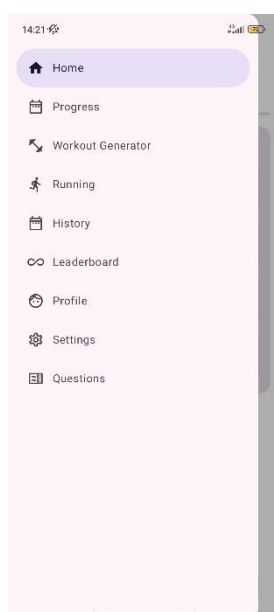 14:21
Home
Progress
Workout Generator
Running
History
Leaderboard
Profile
Settings
Questions